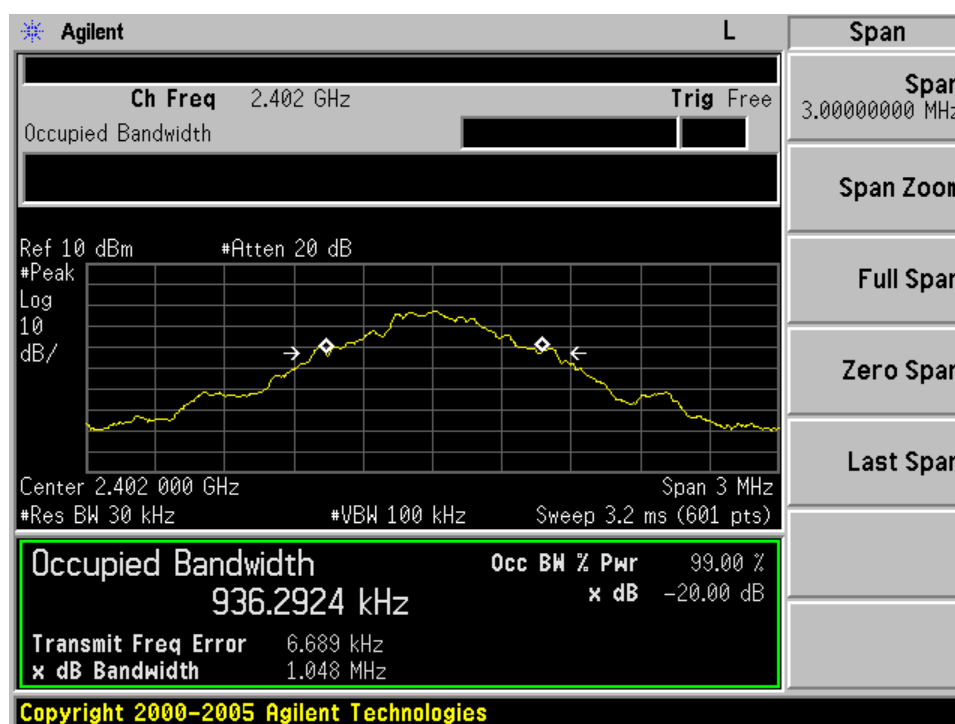 Agilent L Span
Ch Freq 2.402 GHz Trig Free
Span
3.00000000 MHz
Occupied Bandwidth
Span Zoom
Ref 10 dBm #Atten 20 dB
#Peak
Log
10
dB/
Full Span
Zero Span
Last Span
Center 2.402 000 GHz Span 3 MHz
#Res BW 30 kHz #VBW 100 kHz Sweep 3.2 ms (601 pts)
Occupied Bandwidth Occ BW % Pwr 99.00 %
936.2924 kHz x dB -20.00 dB
Transmit Freq Error 6.689 kHz
x dB Bandwidth 1.048 MHz
Copyright 2000-2005 Agilent Technologies